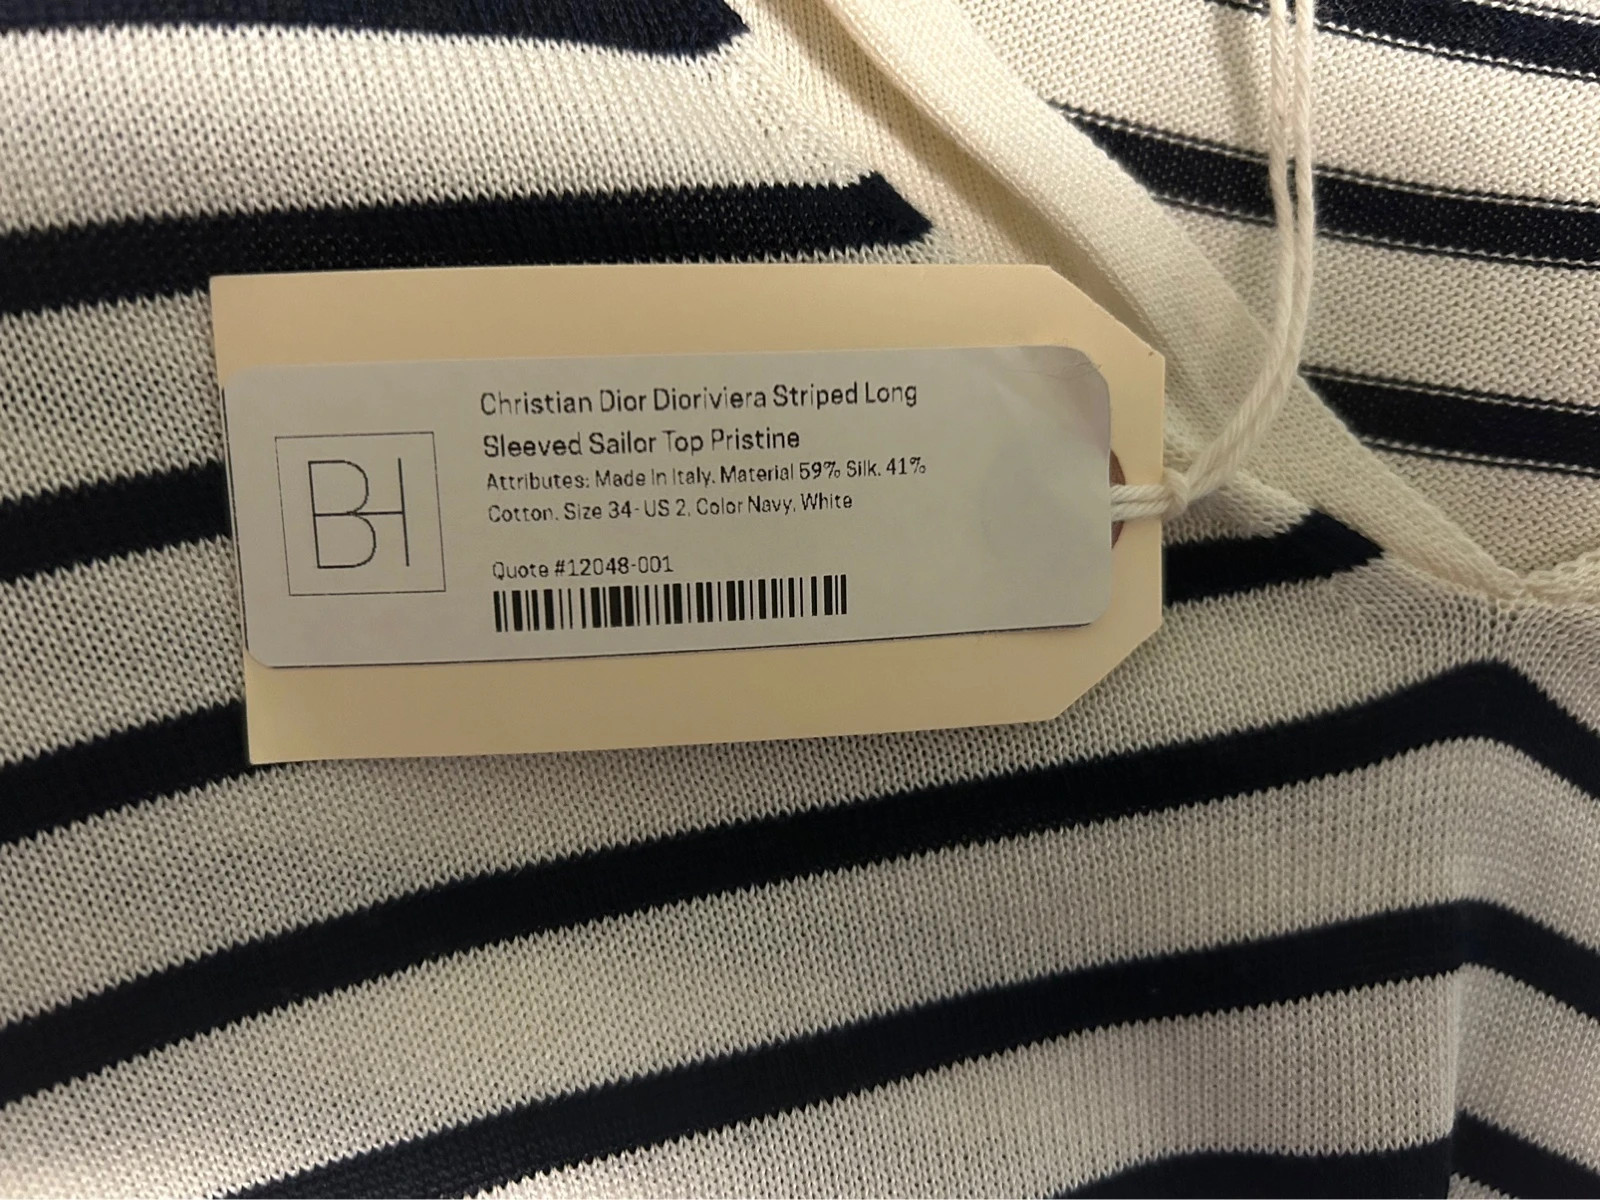 BH
Christian Dior Dioriviera Striped Long
Sleeved Sailor Top Pristine
Attributes: Made In Italy, Material 59% Silk, 41%
Cotton, Size 34- US 2, Color Navy, White
Quote #12048-001